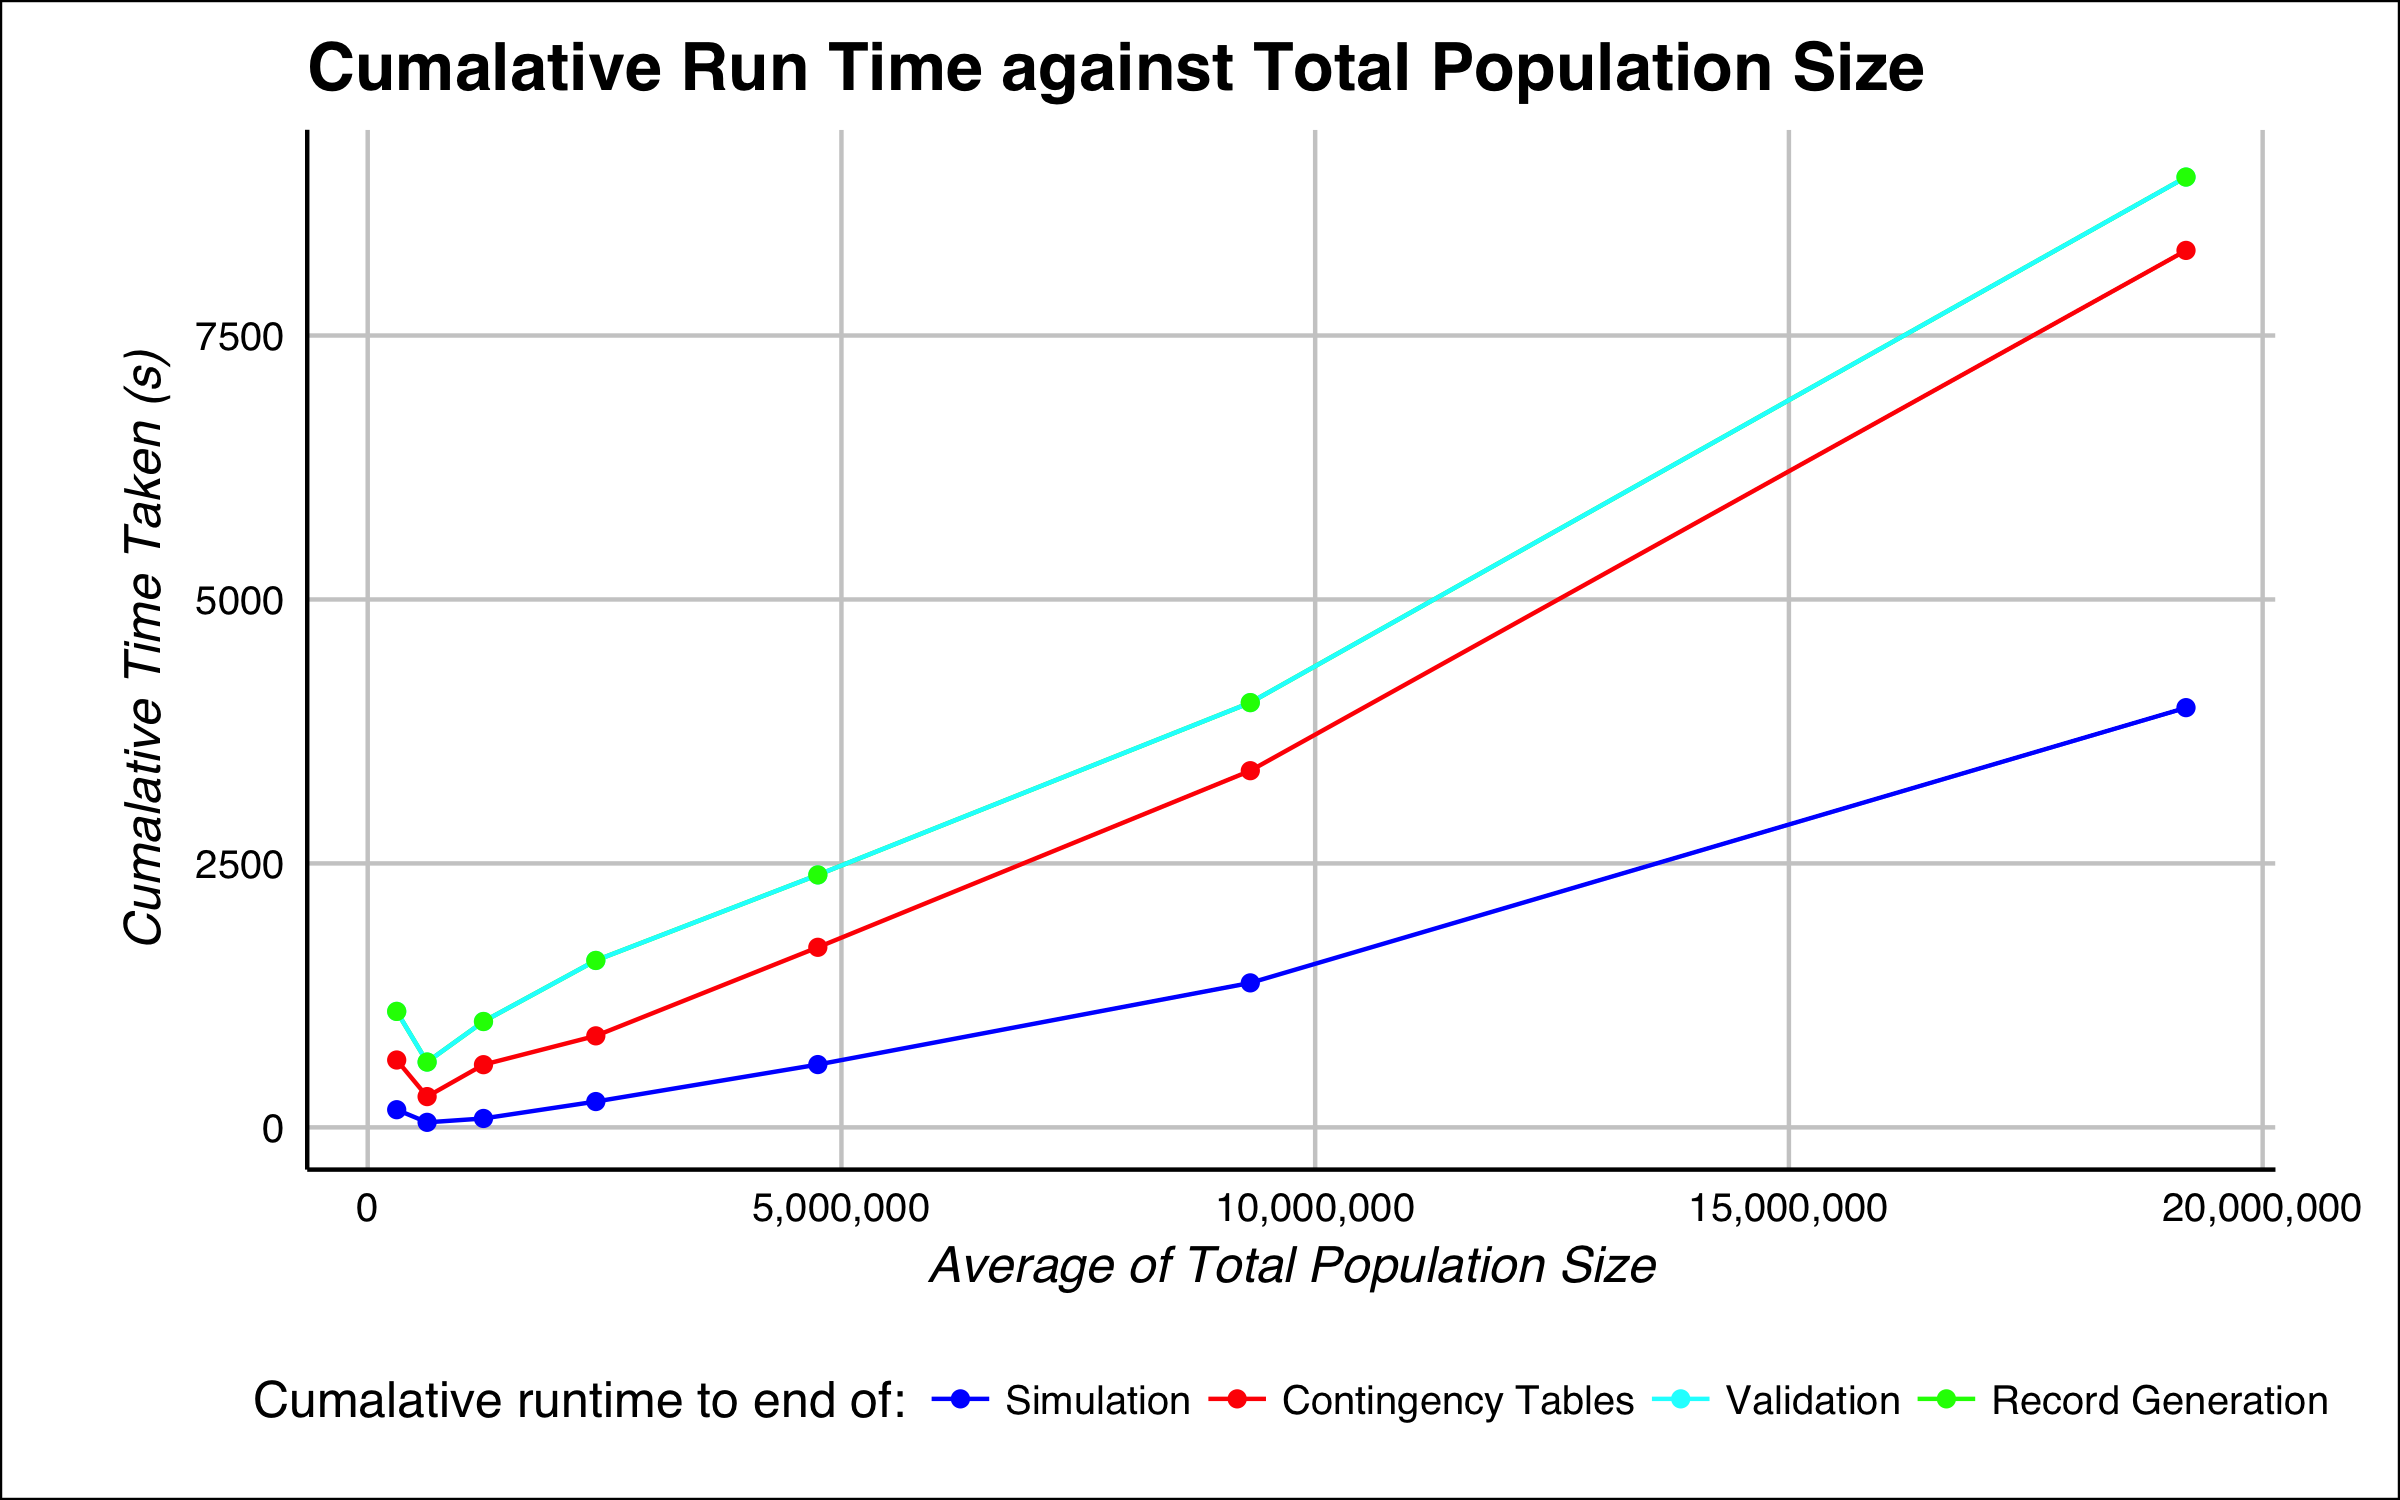 Cumalative Run Time against Total Population Size
Cumalative Time Taken (s)
7500
5000
2500
0
0 5,000,000 10,000,000 15,000,000 20,000,000
Average of Total Population Size
Cumalative runtime to end of: Simulation Contingency Tables Validation Record Generation